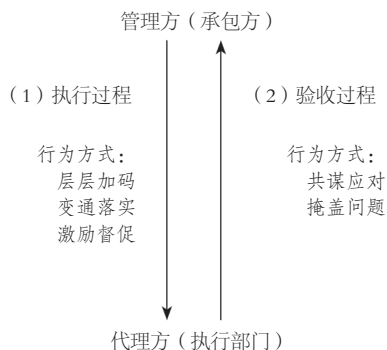 管理方（承包方）
（1）执行过程
行为方式：
层层加码
变通落实
激励督促
（2）验收过程
行为方式：
共谋应对
掩盖问题
代理方（执行部门）